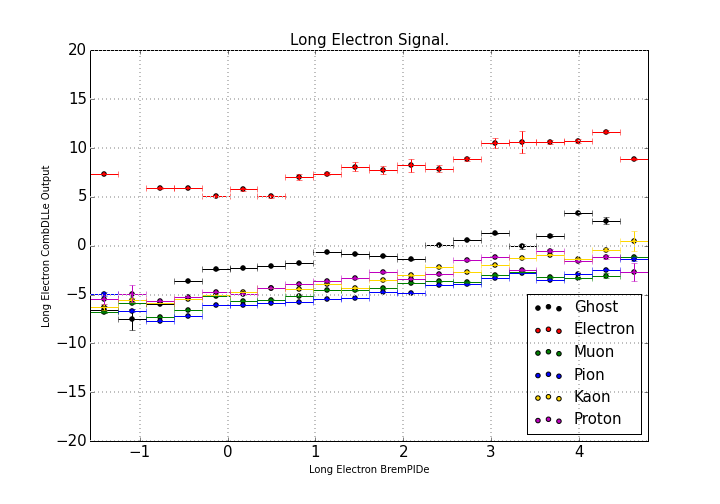 Long Electron Signal.
20
15
10
5
0
−5
−10
−15
−20
Long Electron CombDLLe Output
−1
0
1
2
3
4
Long Electron BremPIDe
Ghost
Electron
Muon
Pion
Kaon
Proton